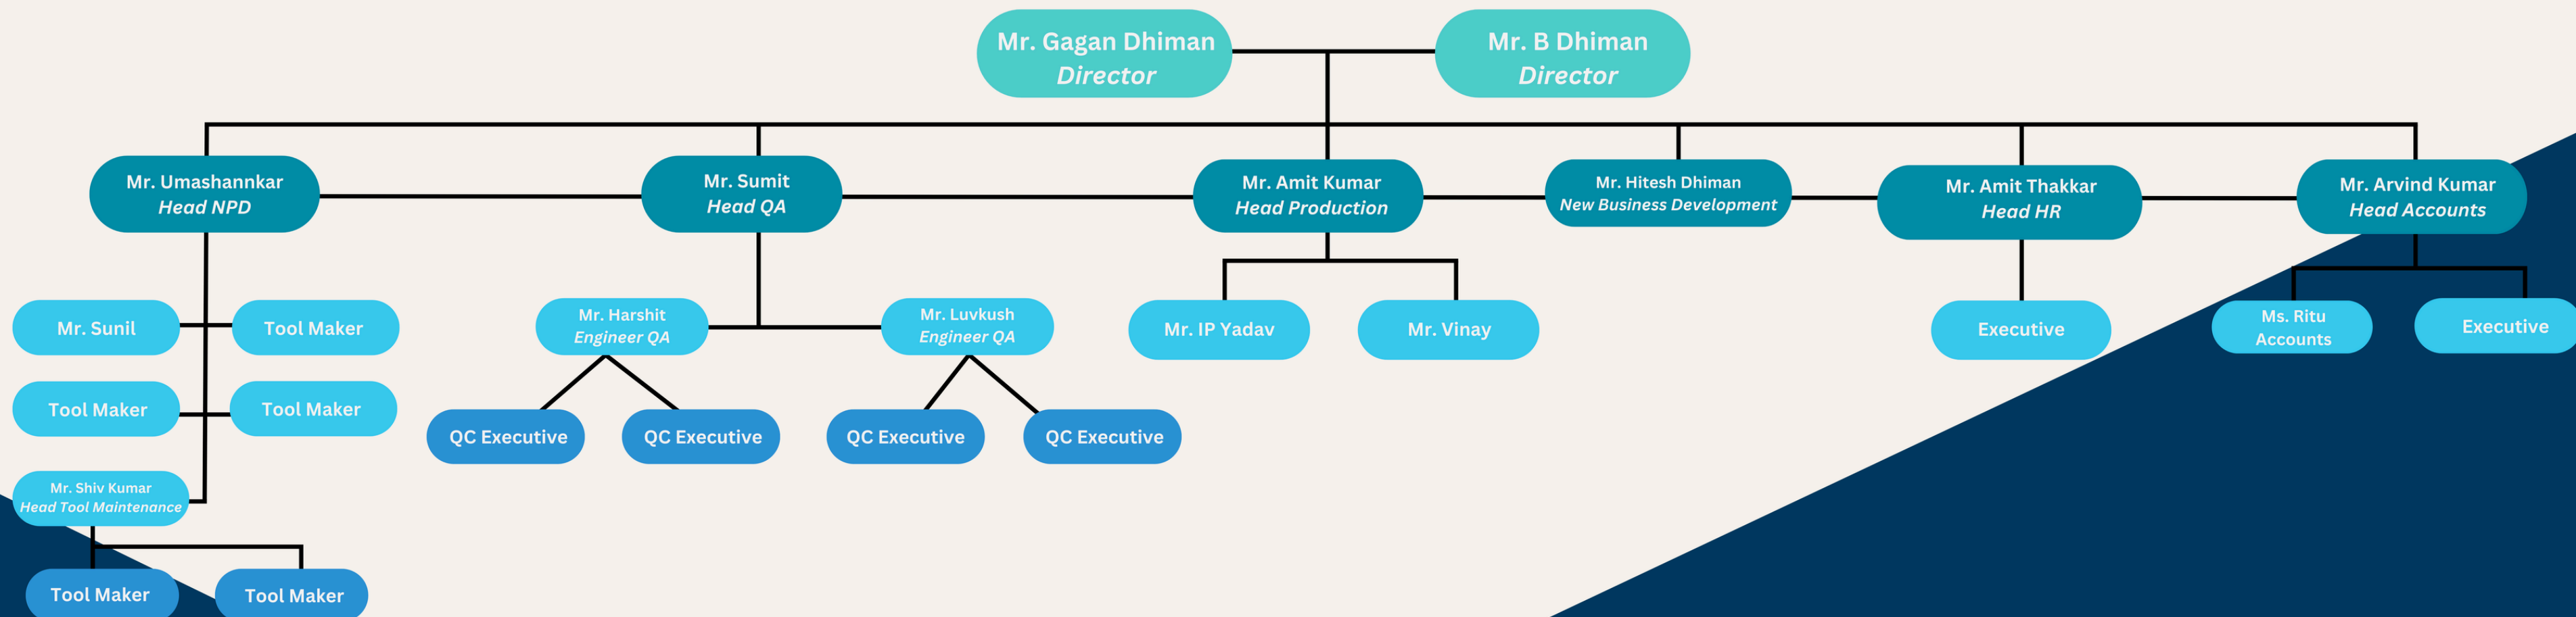 Mr. Gagan Dhiman
Director
Mr. B Dhiman
Director
Mr. Umashannkar
Head NPD
Mr. Sumit
Head QA
Mr. Amit Kumar
Head Production
Mr. Hitesh Dhiman
New Business Development
Mr. Amit Thakkar
Head HR
Mr. Arvind Kumar
Head Accounts
Mr. Sunil
Tool Maker
Mr. Harshit
Engineer QA
Mr. Luvkush
Engineer QA
Mr. IP Yadav
Mr. Vinay
Executive
Ms. Ritu
Accounts
Executive
Tool Maker
Tool Maker
QC Executive
QC Executive
QC Executive
QC Executive
Mr. Shiv Kumar
Head Tool Maintenance
Tool Maker
Tool Maker